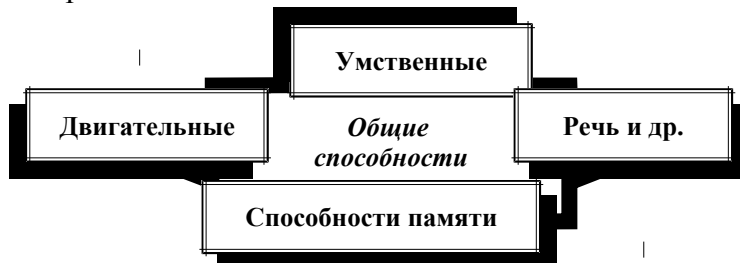 Умственные
Двигательные
Общие
способности
Речь и др.
Способности памяти